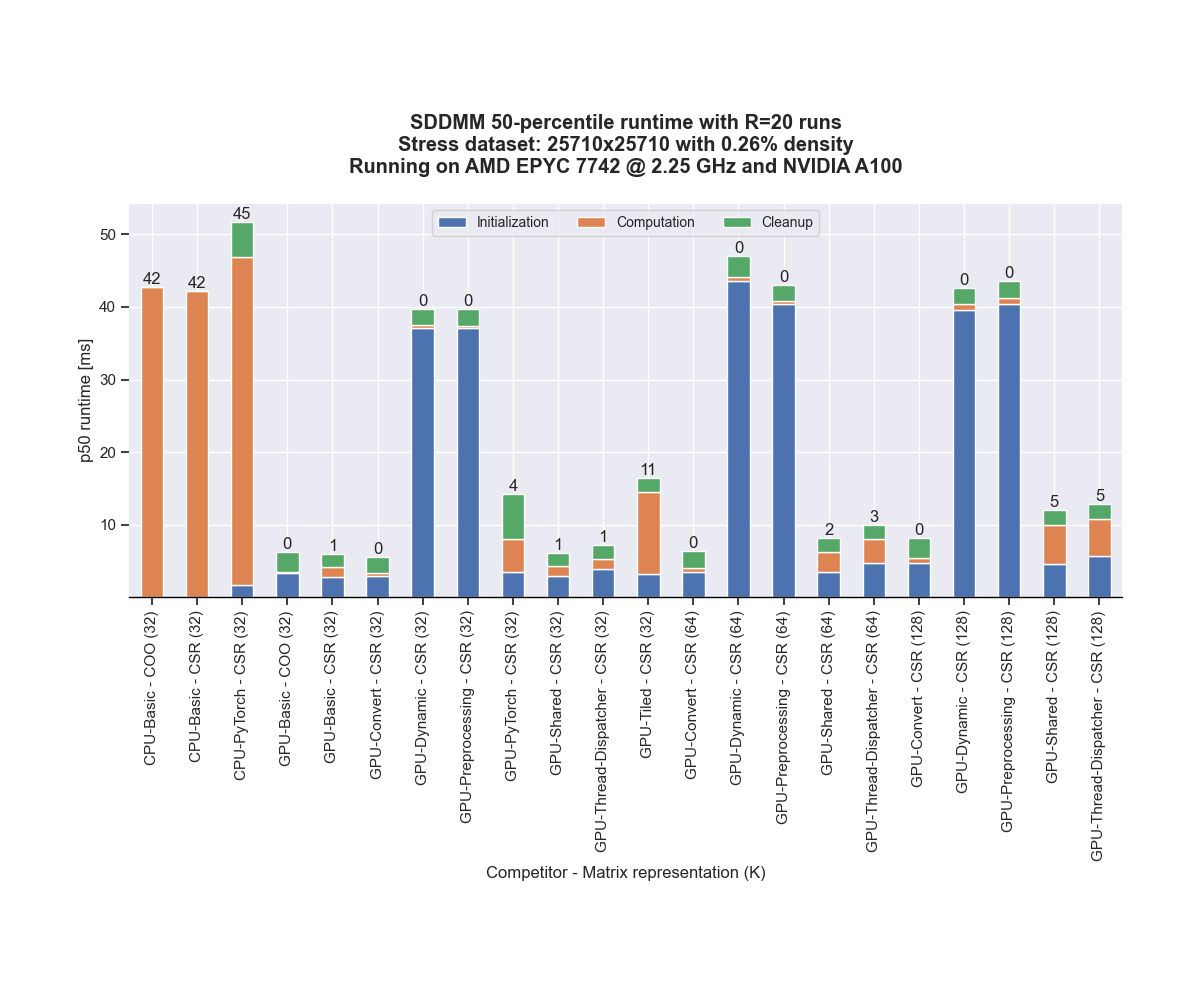 SDDMM 50-percentile runtime with R=20 runs
Stress dataset: 25710x25710 with 0.26% density
Running on AMD EPYC 7742 @ 2.25 GHz and NVIDIA A100
Initialization Computation Cleanup
p50 runtime [ms]
50
40
30
20
10
42
42
45
0
1
0
0
0
4
1
1
11
0
0
0
2
3
0
0
0
5
5
CPU-Basic - COO (32)
CPU-Basic - CSR (32)
CPU-PyTorch - CSR (32)
GPU-Basic - COO (32)
GPU-Basic - CSR (32)
GPU-Convert - CSR (32)
GPU-Dynamic - CSR (32)
GPU-Preprocessing - CSR (32)
GPU-PyTorch - CSR (32)
GPU-Shared - CSR (32)
GPU-Thread-Dispatcher - CSR (32)
GPU-Tiled - CSR (32)
GPU-Convert - CSR (64)
GPU-Dynamic - CSR (64)
GPU-Preprocessing - CSR (64)
GPU-Shared - CSR (64)
GPU-Thread-Dispatcher - CSR (64)
GPU-Convert - CSR (128)
GPU-Dynamic - CSR (128)
GPU-Preprocessing - CSR (128)
GPU-Shared - CSR (128)
GPU-Thread-Dispatcher - CSR (128)
Competitor - Matrix representation (K)